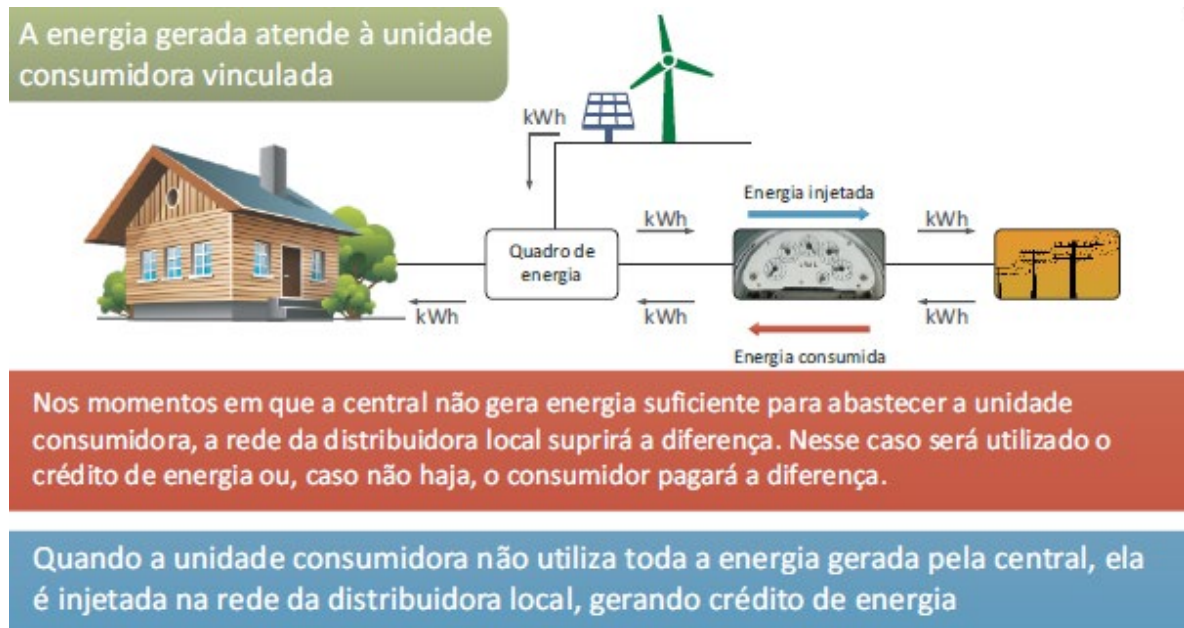 A energia gerada atende à unidade
consumidora vinculada
kWh
Energia injetada
kWh
kWh
Quadro de
energia
kWh
kWh
kWh
Energia consumida
Nos momentos em que a central não gera energia suficiente para abastecer a unidade
consumidora, a rede da distribuidora local suprirá a diferença. Nesse caso será utilizado o
crédito de energia ou, caso não haja, o consumidor pagará a diferença.
Quando a unidade consumidora não utiliza toda a energia gerada pela central, ela
é injetada na rede da distribuidora local, gerando crédito de energia